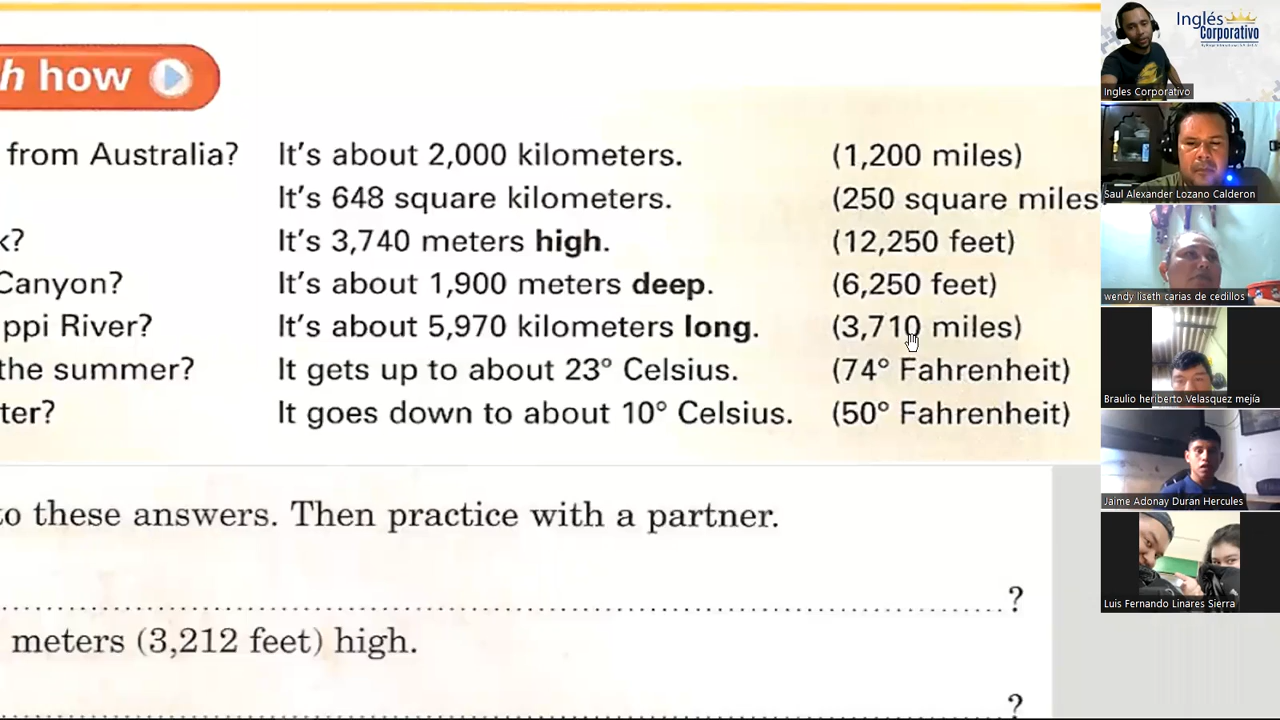 h how
from Australia? It's about 2,000 kilometers. (1,200 miles)
It's 648 square kilometers. (250 square miles
k? It's 3,740 meters high. (12,250 feet)
Canyon? It's about 1,900 meters deep. (6,250 feet)
ppi River? It's about 5,970 kilometers long. (3,710 miles)
the summer? It gets up to about 23° Celsius. (74° Fahrenheit)
ter? It goes down to about 10° Celsius. (50° Fahrenheit)
to these answers. Then practice with a partner.
?
meters (3,212 feet) high.
?
Inglés
Corporativo
Ingles Corporativo
Saul Alexander Lozano Calderon
wendy liseth carias de cedillos
Braulio heriberto Velasquez mejía
Jaime Adonay Duran Hercules
Luis Fernando Linares Sierra